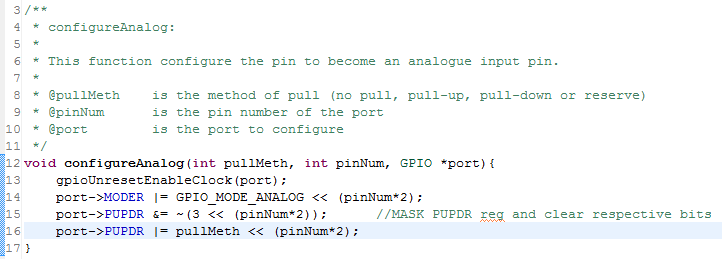 3 /**
4  * configureAnalog:
5  *
6  * This function configure the pin to become an analogue input pin.
7  *
8  * @pullMeth    is the method of pull (no pull, pull-up, pull-down or reserve)
9  * @pinNum      is the pin number of the port
10  * @port        is the port to configure
11  */
12 void configureAnalog(int pullMeth, int pinNum, GPIO *port){
13     gpioUnresetEnableClock(port);
14     port->MODER |= GPIO_MODE_ANALOG << (pinNum*2);
15     port->PUPDR &= ~(3 << (pinNum*2));      //MASK PUPDR reg and clear respective bits
16     port->PUPDR |= pullMeth << (pinNum*2);
17 }